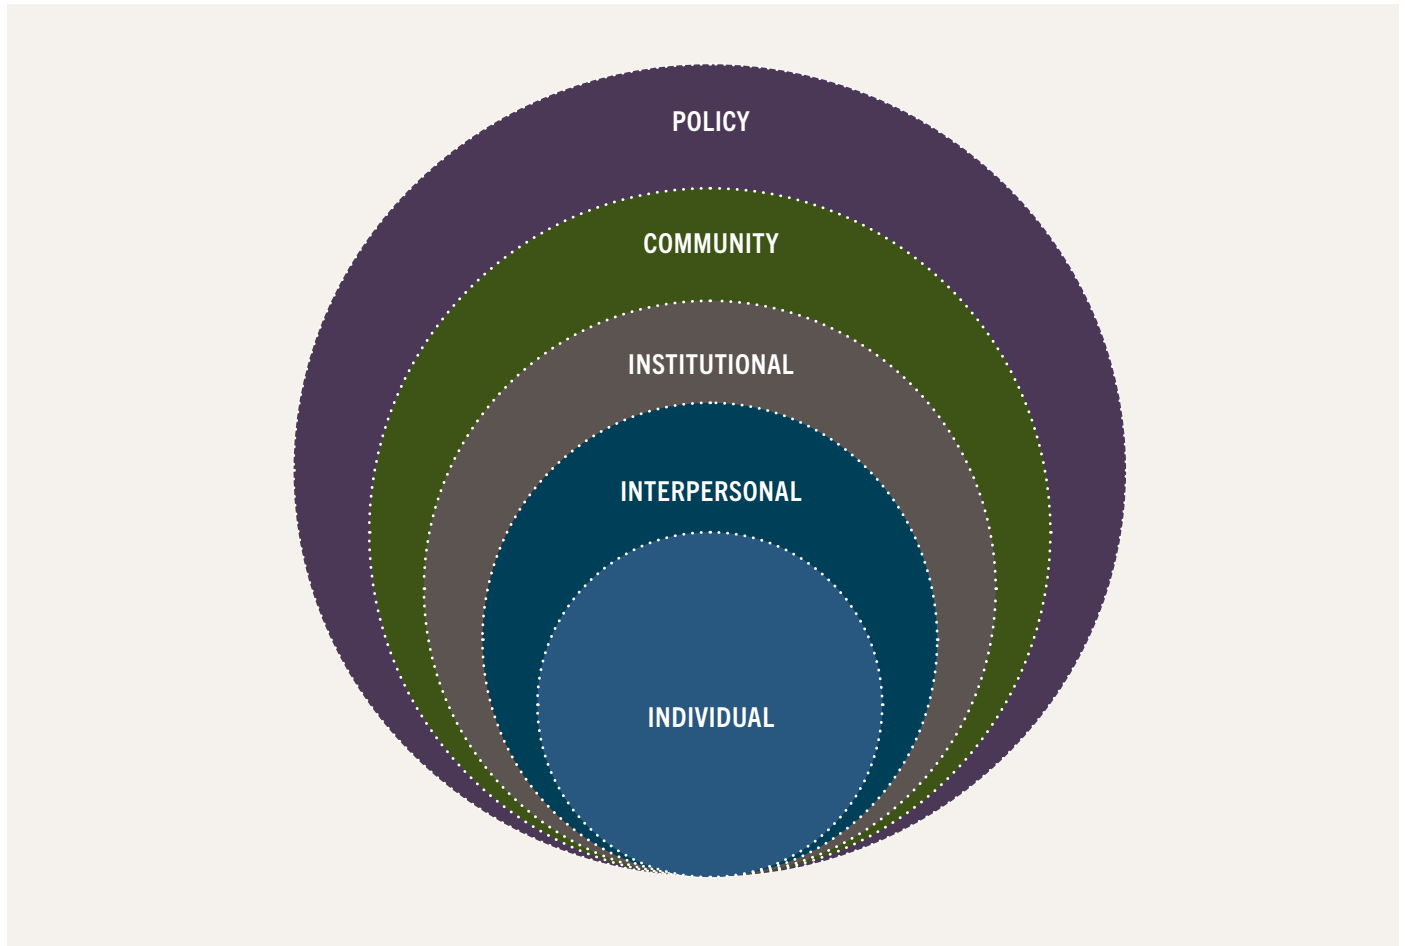 POLICY
COMMUNITY
INSTITUTIONAL
INTERPERSONAL
INDIVIDUAL